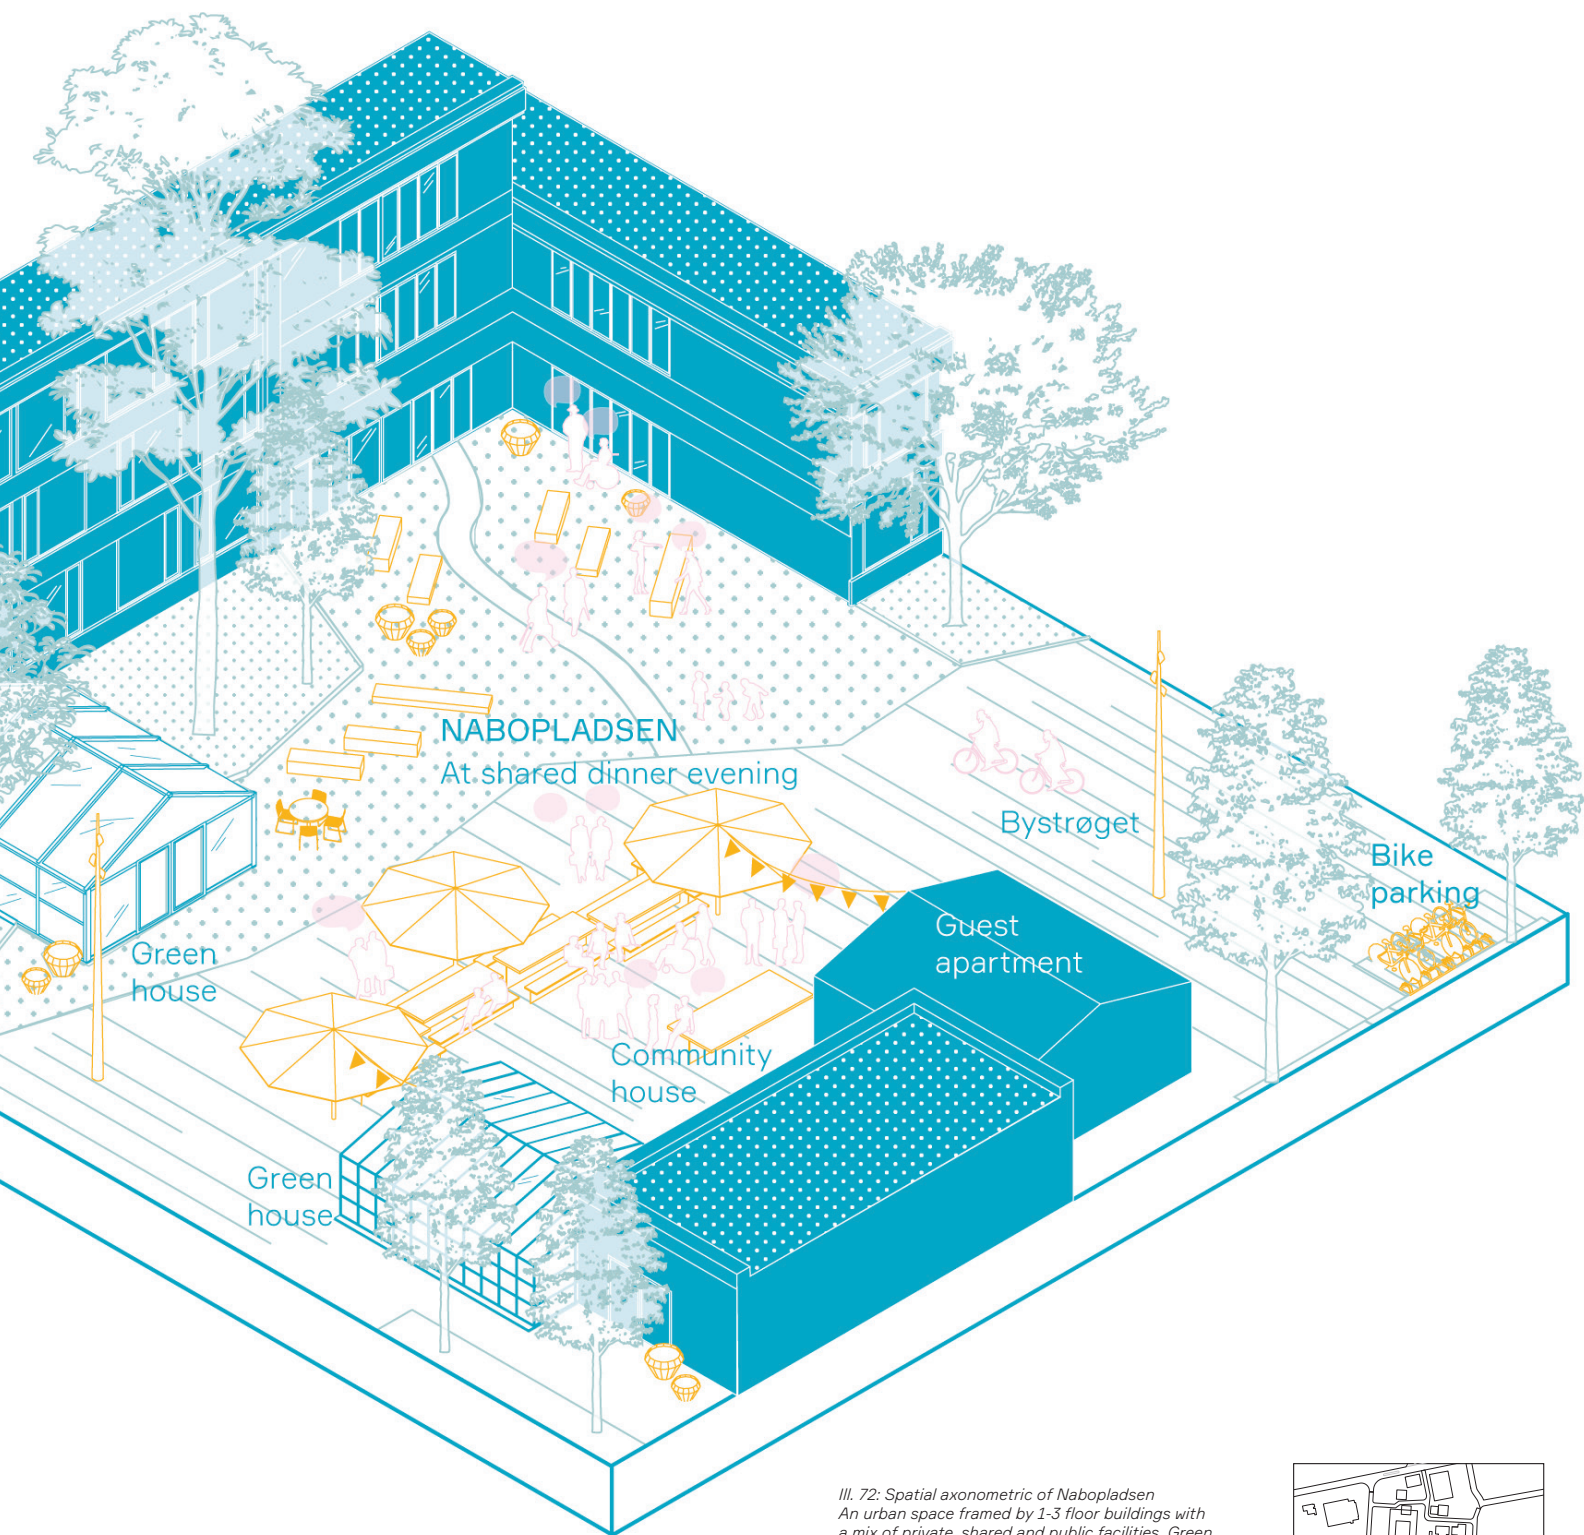 NABOPLADSEN
At shared dinner evening
Bystrøget
Bike
parking
Guest
apartment
Green
house
Community
house
Green
house
Ill. 72: Spatial axonometric of Nabopladsen
An urban space framed by 1-3 floor buildings with
a mix of private, shared and public facilities. Green